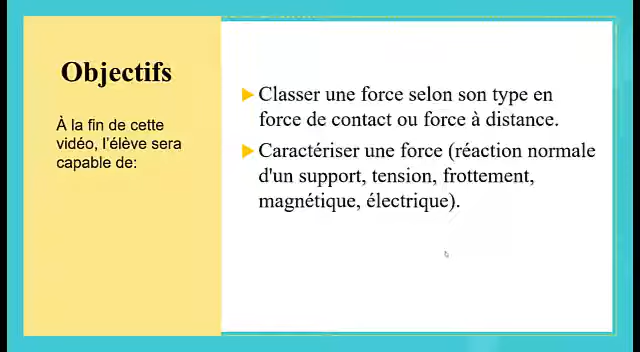 Objectifs
À la fin de cette
vidéo, l'élève sera
capable de:
Classer une force selon son type en
force de contact ou force à distance.
Caractériser une force (réaction normale
d'un support, tension, frottement,
magnétique, électrique).